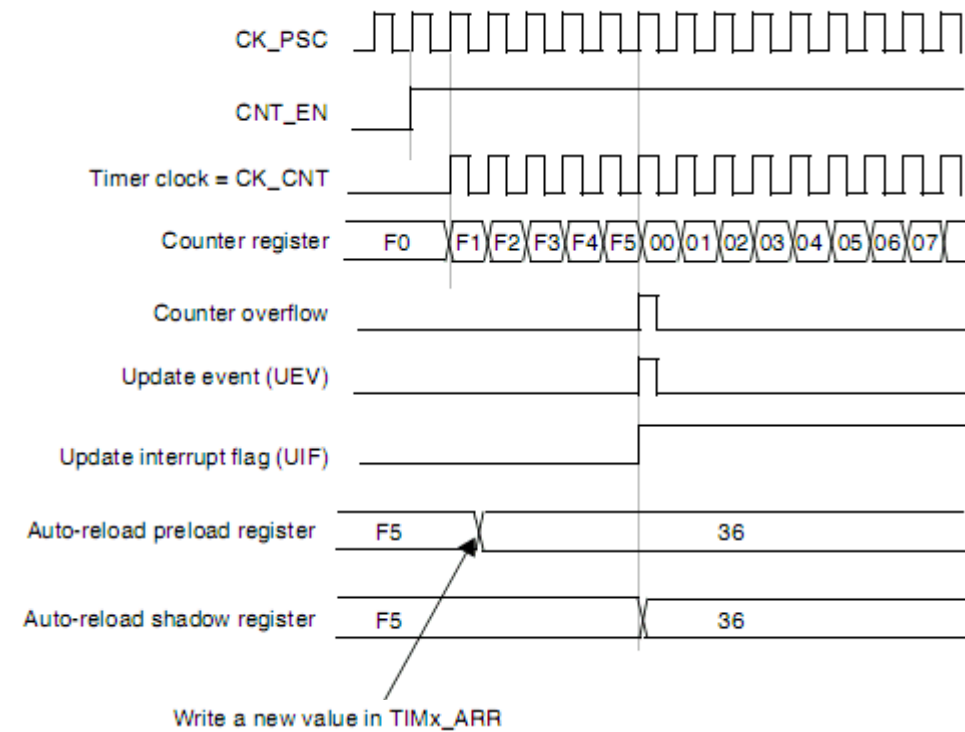 CK_PSC
CNT_EN
Timer clock = CK_CNT
Counter register F0 F1 F2 F3 F4 F5 00 01 02 03 04 05 06 07
Counter overflow
Update event (UEV)
Update interrupt flag (UIF)
Auto-reload preload register F5 36
Auto-reload shadow register F5 36
Write a new value in TIMx_ARR